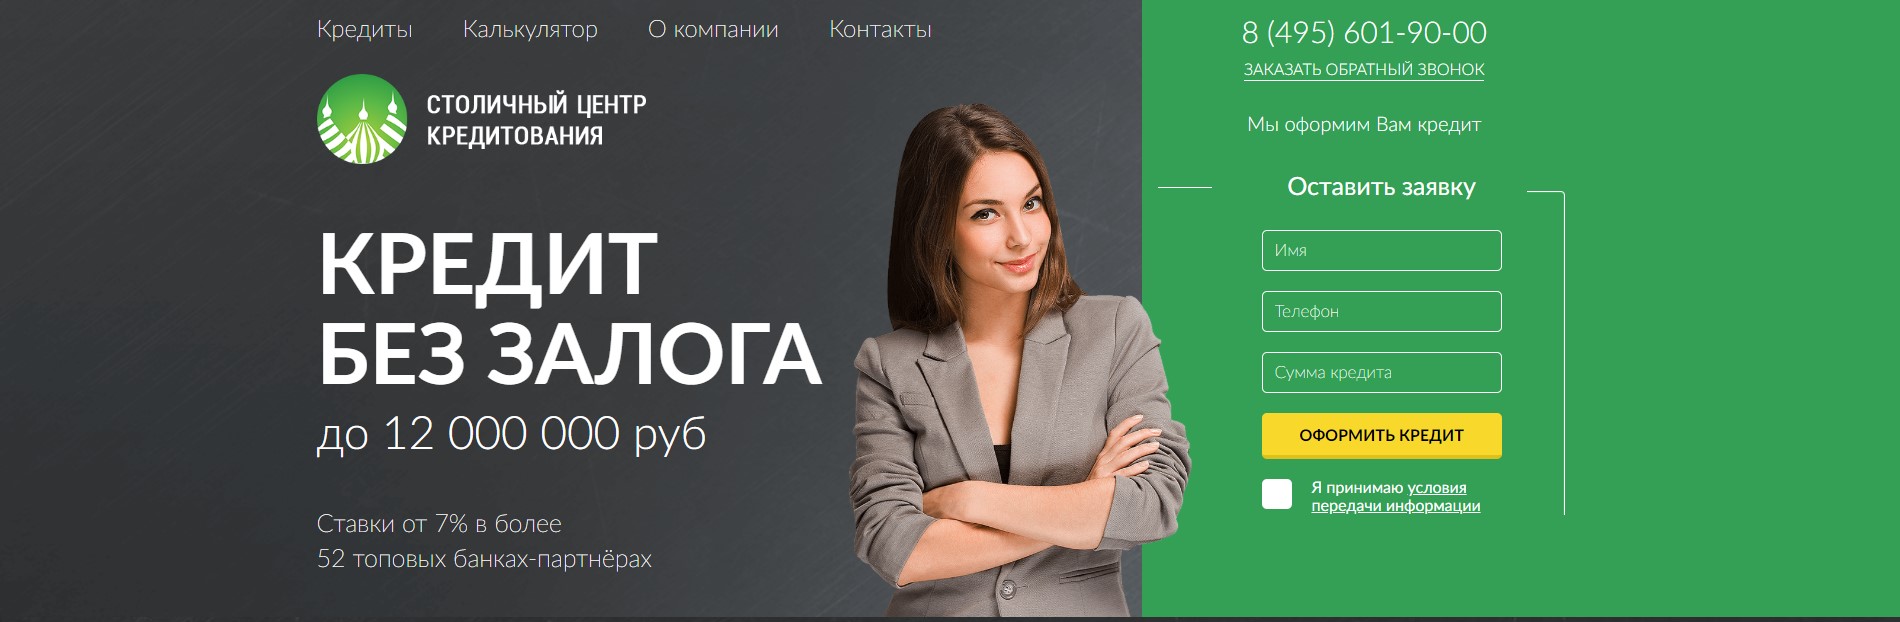 Кредиты Калькулятор О компании Контакты
8 (495) 601-90-00
ЗАКАЗАТЬ ОБРАТНЫЙ ЗВОНОК
СТОЛИЧНЫЙ ЦЕНТР
КРЕДИТОВАНИЯ
КРЕДИТ
БЕЗ ЗАЛОГА
до 12 000 000 руб
Ставки от 7% в более
52 топовых банках-партнёрах
Мы оформим Вам кредит
Оставить заявку
Имя
Телефон
Сумма кредита
ОФОРМИТЬ КРЕДИТ
Я принимаю условия
передачи информации